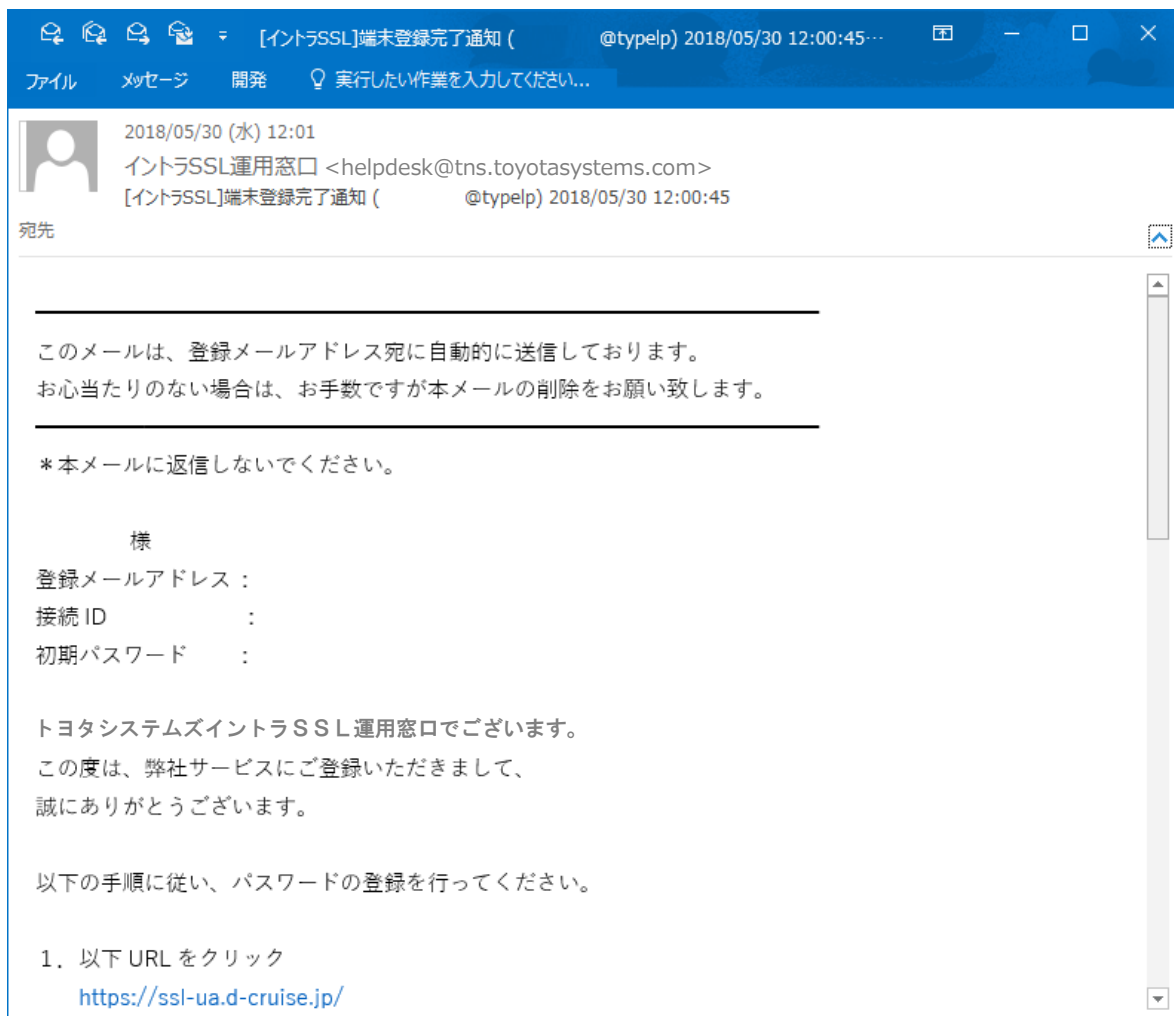 [イントラSSL]端末登録完了通知 ( @typelp) 2018/05/30 12:00:45…
ファイル メッセージ 開発 実行したい作業を入力してください...
2018/05/30 (水) 12:01
イントラSSL運用窓口 <helpdesk@tns.toyotasystems.com>
[イントラSSL]端末登録完了通知 ( @typelp) 2018/05/30 12:00:45
宛先
このメールは、登録メールアドレス宛に自動的に送信しております。
お心当たりのない場合は、お手数ですが本メールの削除をお願い致します。
＊本メールに返信しないでください。
様
登録メールアドレス：
接続 ID ：
初期パスワード ：
トヨタシステムズイントラＳＳＬ運用窓口でございます。
この度は、弊社サービスにご登録いただきまして、
誠にありがとうございます。
以下の手順に従い、パスワードの登録を行ってください。
１．以下 URL をクリック
https://ssl-ua.d-cruise.jp/